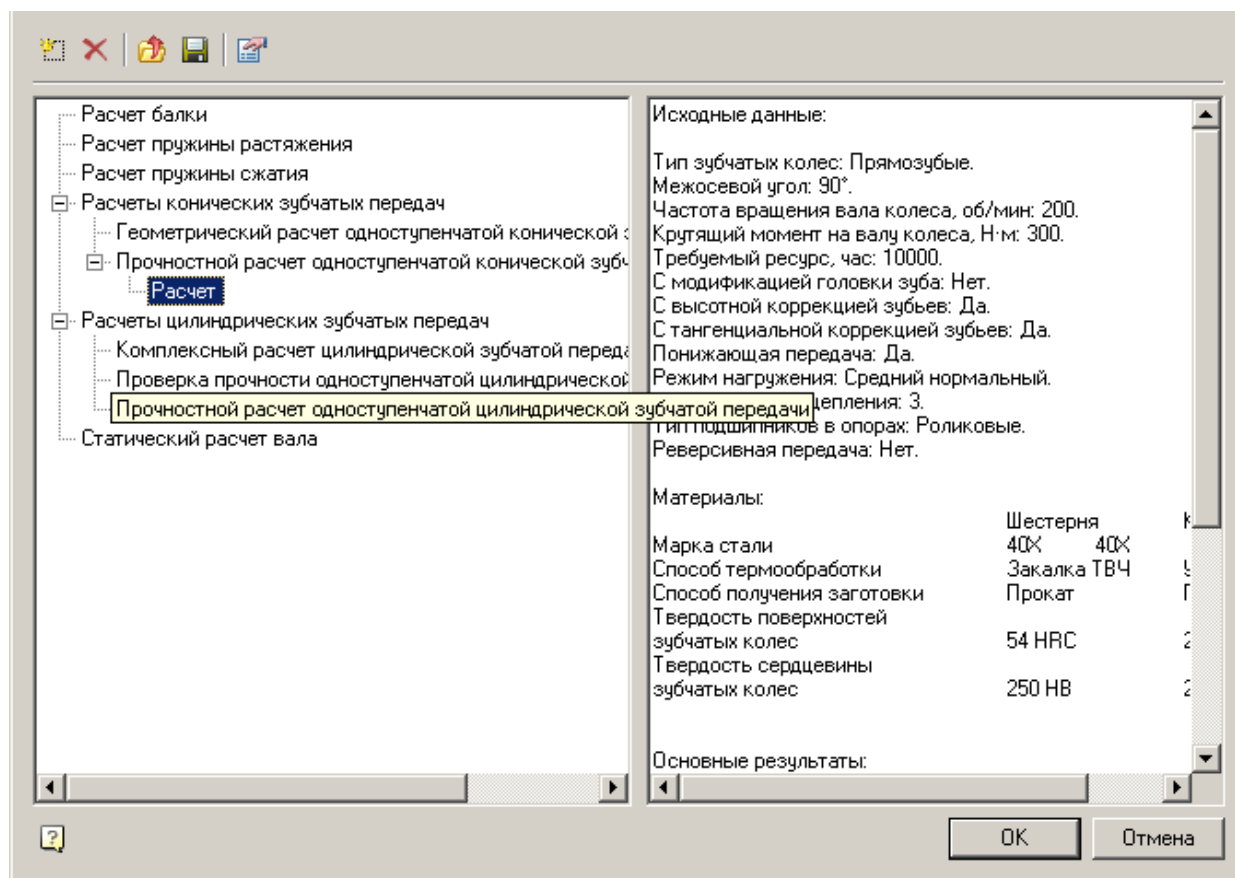 Расчет балки
Расчет пружины растяжения
Расчет пружины сжатия
Расчеты конических зубчатых передач
Геометрический расчет одноступенчатой конической
Прочностной расчет одноступенчатой конической зубч
Расчет
Расчеты цилиндрических зубчатых передач
Комплексный расчет цилиндрической зубчатой переда
Проверка прочности одноступенчатой цилиндрической
Прочностной расчет одноступенчатой цилиндрической зубчатой передачи
Статический расчет вала
Исходные данные:
Тип зубчатых колес: Прямозубые.
Межосевой угол: 90°.
Частота вращения вала колеса, об/мин: 200.
Крутящий момент на валу колеса, Н·м: 300.
Требуемый ресурс, час: 10000.
С модификацией головки зуба: Нет.
С высотной коррекцией зубьев: Да.
С тангенциальной коррекцией зубьев: Да.
Понижающая передача: Да.
Режим нагружения: Средний нормальный.
цепления: 3.
Тип подшипников в опорах: Роликовые.
Реверсивная передача: Нет.
Материалы:
Шестерня К
Марка стали 40Х 40Х
Способ термообработки Закалка ТВЧ У
Способ получения заготовки Прокат П
Твердость поверхностей
зубчатых колес 54 HRC 2
Твердость сердцевины
зубчатых колес 250 HB 2
Основные результаты:
OK Отмена